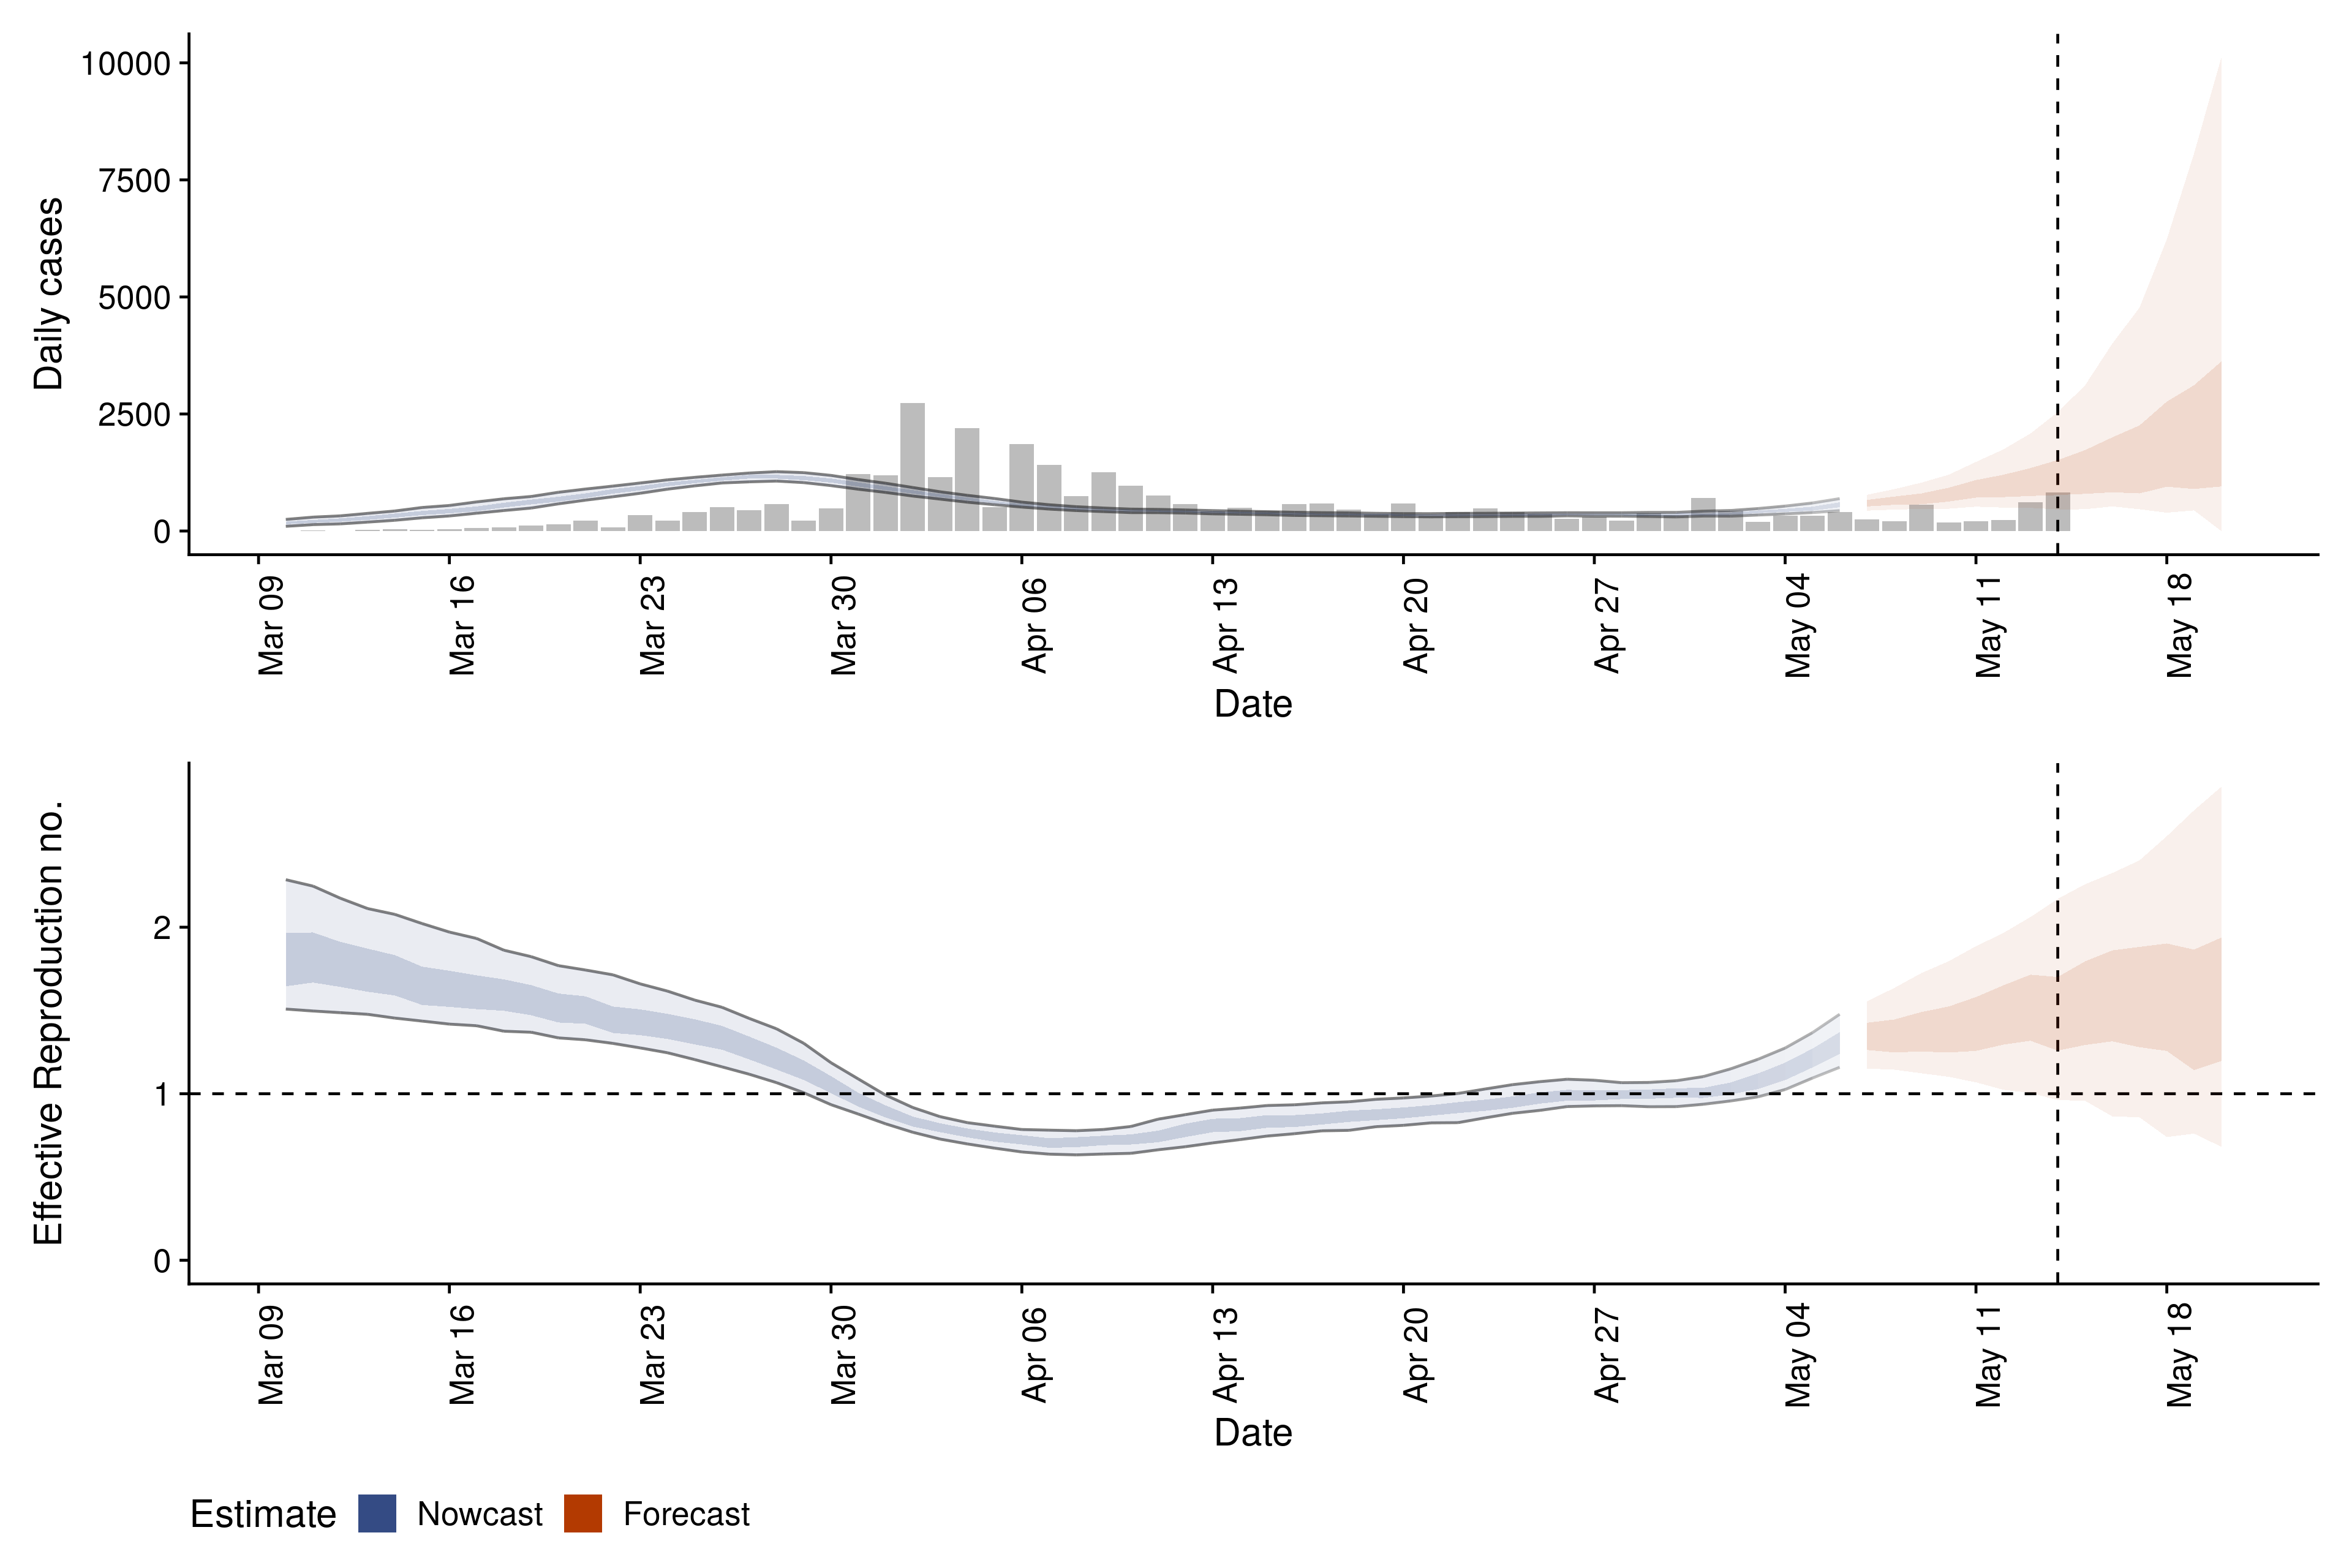 Daily cases
10000
7500
5000
2500
0
Mar 09
Mar 16
Mar 23
Mar 30
Apr 06
Apr 13
Apr 20
Apr 27
May 04
May 11
May 18
Date
Effective Reproduction no.
2
1
0
Mar 09
Mar 16
Mar 23
Mar 30
Apr 06
Apr 13
Apr 20
Apr 27
May 04
May 11
May 18
Date
Estimate Nowcast Forecast